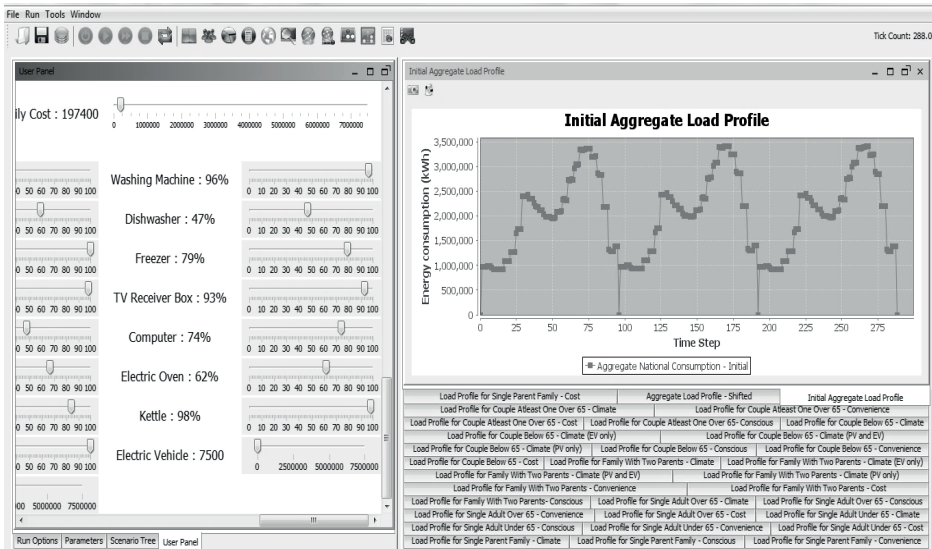 File Run Tools Window
Tick Count: 288.0
User Panel
ily Cost : 197400
0 1000000 2000000 3000000 4000000 5000000 6000000 7000000
Washing Machine : 96%
0 50 60 70 80 90 100
0 10 20 30 40 50 60 70 80 90 100
Dishwasher : 47%
0 50 60 70 80 90 100
0 10 20 30 40 50 60 70 80 90 100
Freezer : 79%
0 50 60 70 80 90 100
0 10 20 30 40 50 60 70 80 90 100
TV Receiver Box : 93%
0 50 60 70 80 90 100
0 10 20 30 40 50 60 70 80 90 100
Computer : 74%
0 50 60 70 80 90 100
0 10 20 30 40 50 60 70 80 90 100
Electric Oven : 62%
0 50 60 70 80 90 100
0 10 20 30 40 50 60 70 80 90 100
Kettle : 98%
0 50 60 70 80 90 100
0 10 20 30 40 50 60 70 80 90 100
Electric Vehicle : 7500
0 50 60 70 80 90 100
0 2500000 5000000 7500000
00 5000000 7500000
Run Options Parameters Scenario Tree User Panel
Initial Aggregate Load Profile
Initial Aggregate Load Profile
Energy consumption (kWh)
3,500,000
3,000,000
2,500,000
2,000,000
1,500,000
1,000,000
500,000
0
0 25 50 75 100 125 150 175 200 225 250 275
Time Step
Aggregate National Consumption - Initial
Load Profile for Single Parent Family - Cost Aggregate Load Profile - Shifted Initial Aggregate Load Profile
Load Profile for Couple Atleast One Over 65 - Climate Load Profile for Couple Atleast One Over 65 - Convenience
Load Profile for Couple Atleast One Over 65 - Cost Load Profile for Couple Atleast One Over 65- Conscious Load Profile for Couple Below 65 - Climate
Load Profile for Couple Below 65 - Climate (EV only) Load Profile for Couple Below 65 - Climate (PV and EV)
Load Profile for Couple Below 65 - Climate (PV only) Load Profile for Couple Below 65 - Conscious Load Profile for Couple Below 65 - Convenience
Load Profile for Couple Below 65 - Cost Load Profile for Family With Two Parents - Climate Load Profile for Family With Two Parents - Climate (EV only)
Load Profile for Family With Two Parents - Climate (PV and EV) Load Profile for Family With Two Parents - Climate (PV only)
Load Profile for Family With Two Parents - Convenience Load Profile for Family With Two Parents - Cost
Load Profile for Family With Two Parents- Conscious Load Profile for Single Adult Over 65 - Climate Load Profile for Single Adult Over 65 - Conscious
Load Profile for Single Adult Over 65 - Convenience Load Profile for Single Adult Over 65 - Cost Load Profile for Single Adult Under 65 - Climate
Load Profile for Single Adult Under 65 - Conscious Load Profile for Single Adult Under 65 - Convenience Load Profile for Single Adult Under 65 - Cost
Load Profile for Single Parent Family - Climate Load Profile for Single Parent Family - Conscious Load Profile for Single Parent Family - Convenience